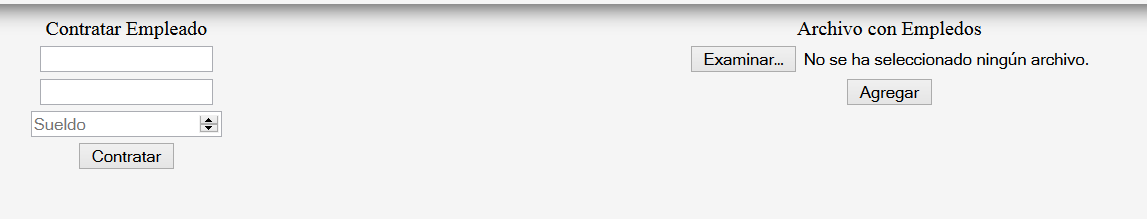 Contratar Empleado
Sueldo
Contratar
Archivo con Empledos
Examinar... No se ha seleccionado ningún archivo.
Agregar